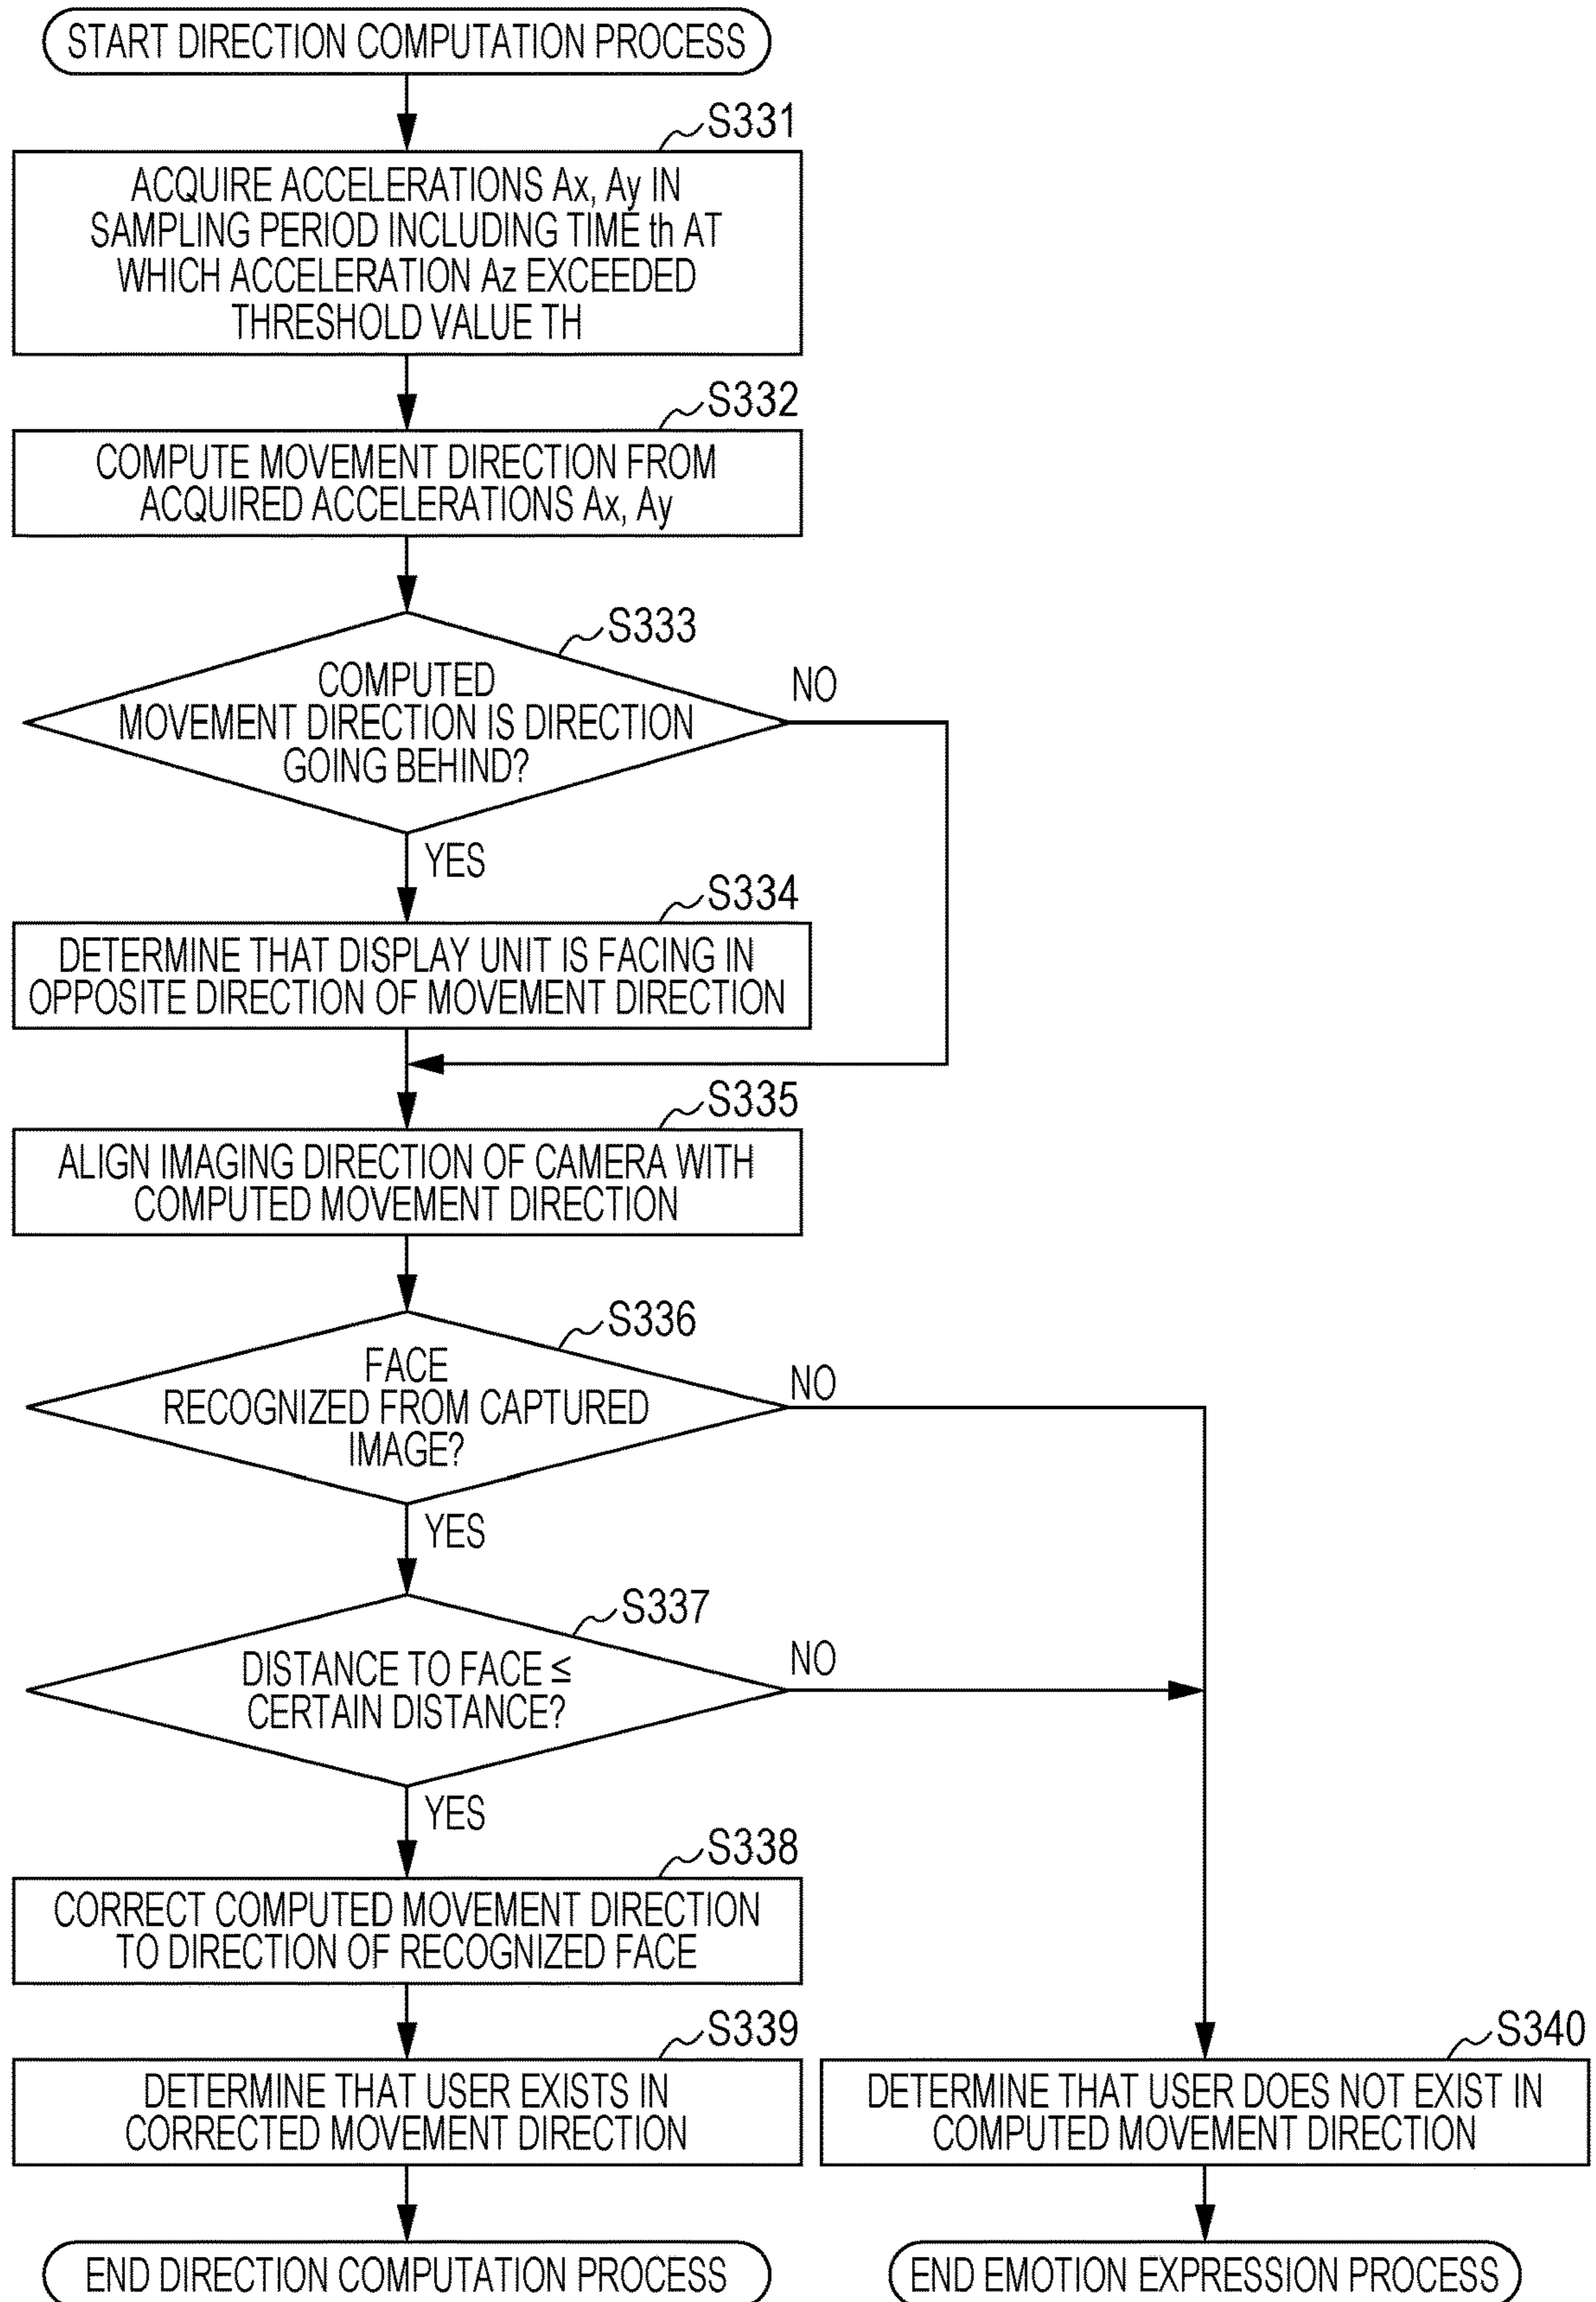 START DIRECTION COMPUTATION PROCESS
S331
ACQUIRE ACCELERATIONS Ax, Ay IN
SAMPLING PERIOD INCLUDING TIME th AT
WHICH ACCELERATION Az EXCEEDED
THRESHOLD VALUE TH
S332
COMPUTE MOVEMENT DIRECTION FROM
ACQUIRED ACCELERATIONS Ax, Ay
S333
COMPUTED
MOVEMENT DIRECTION IS DIRECTION
GOING BEHIND?
NO
YES
S334
DETERMINE THAT DISPLAY UNIT IS FACING IN
OPPOSITE DIRECTION OF MOVEMENT DIRECTION
S335
ALIGN IMAGING DIRECTION OF CAMERA WITH
COMPUTED MOVEMENT DIRECTION
S336
FACE
RECOGNIZED FROM CAPTURED
IMAGE?
NO
YES
S337
DISTANCE TO FACE ≦
CERTAIN DISTANCE?
NO
YES
S338
CORRECT COMPUTED MOVEMENT DIRECTION
TO DIRECTION OF RECOGNIZED FACE
S339
DETERMINE THAT USER EXISTS IN
CORRECTED MOVEMENT DIRECTION
S340
DETERMINE THAT USER DOES NOT EXIST IN
COMPUTED MOVEMENT DIRECTION
END DIRECTION COMPUTATION PROCESS
END EMOTION EXPRESSION PROCESS